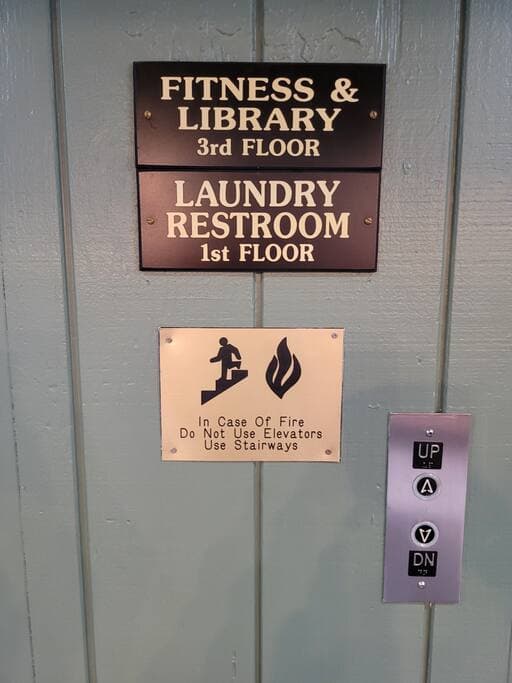 FITNESS &
LIBRARY
3rd FLOOR
LAUNDRY
RESTROOM
1st FLOOR
In Case Of Fire
Do Not Use Elevators
Use Stairways
UP
DN